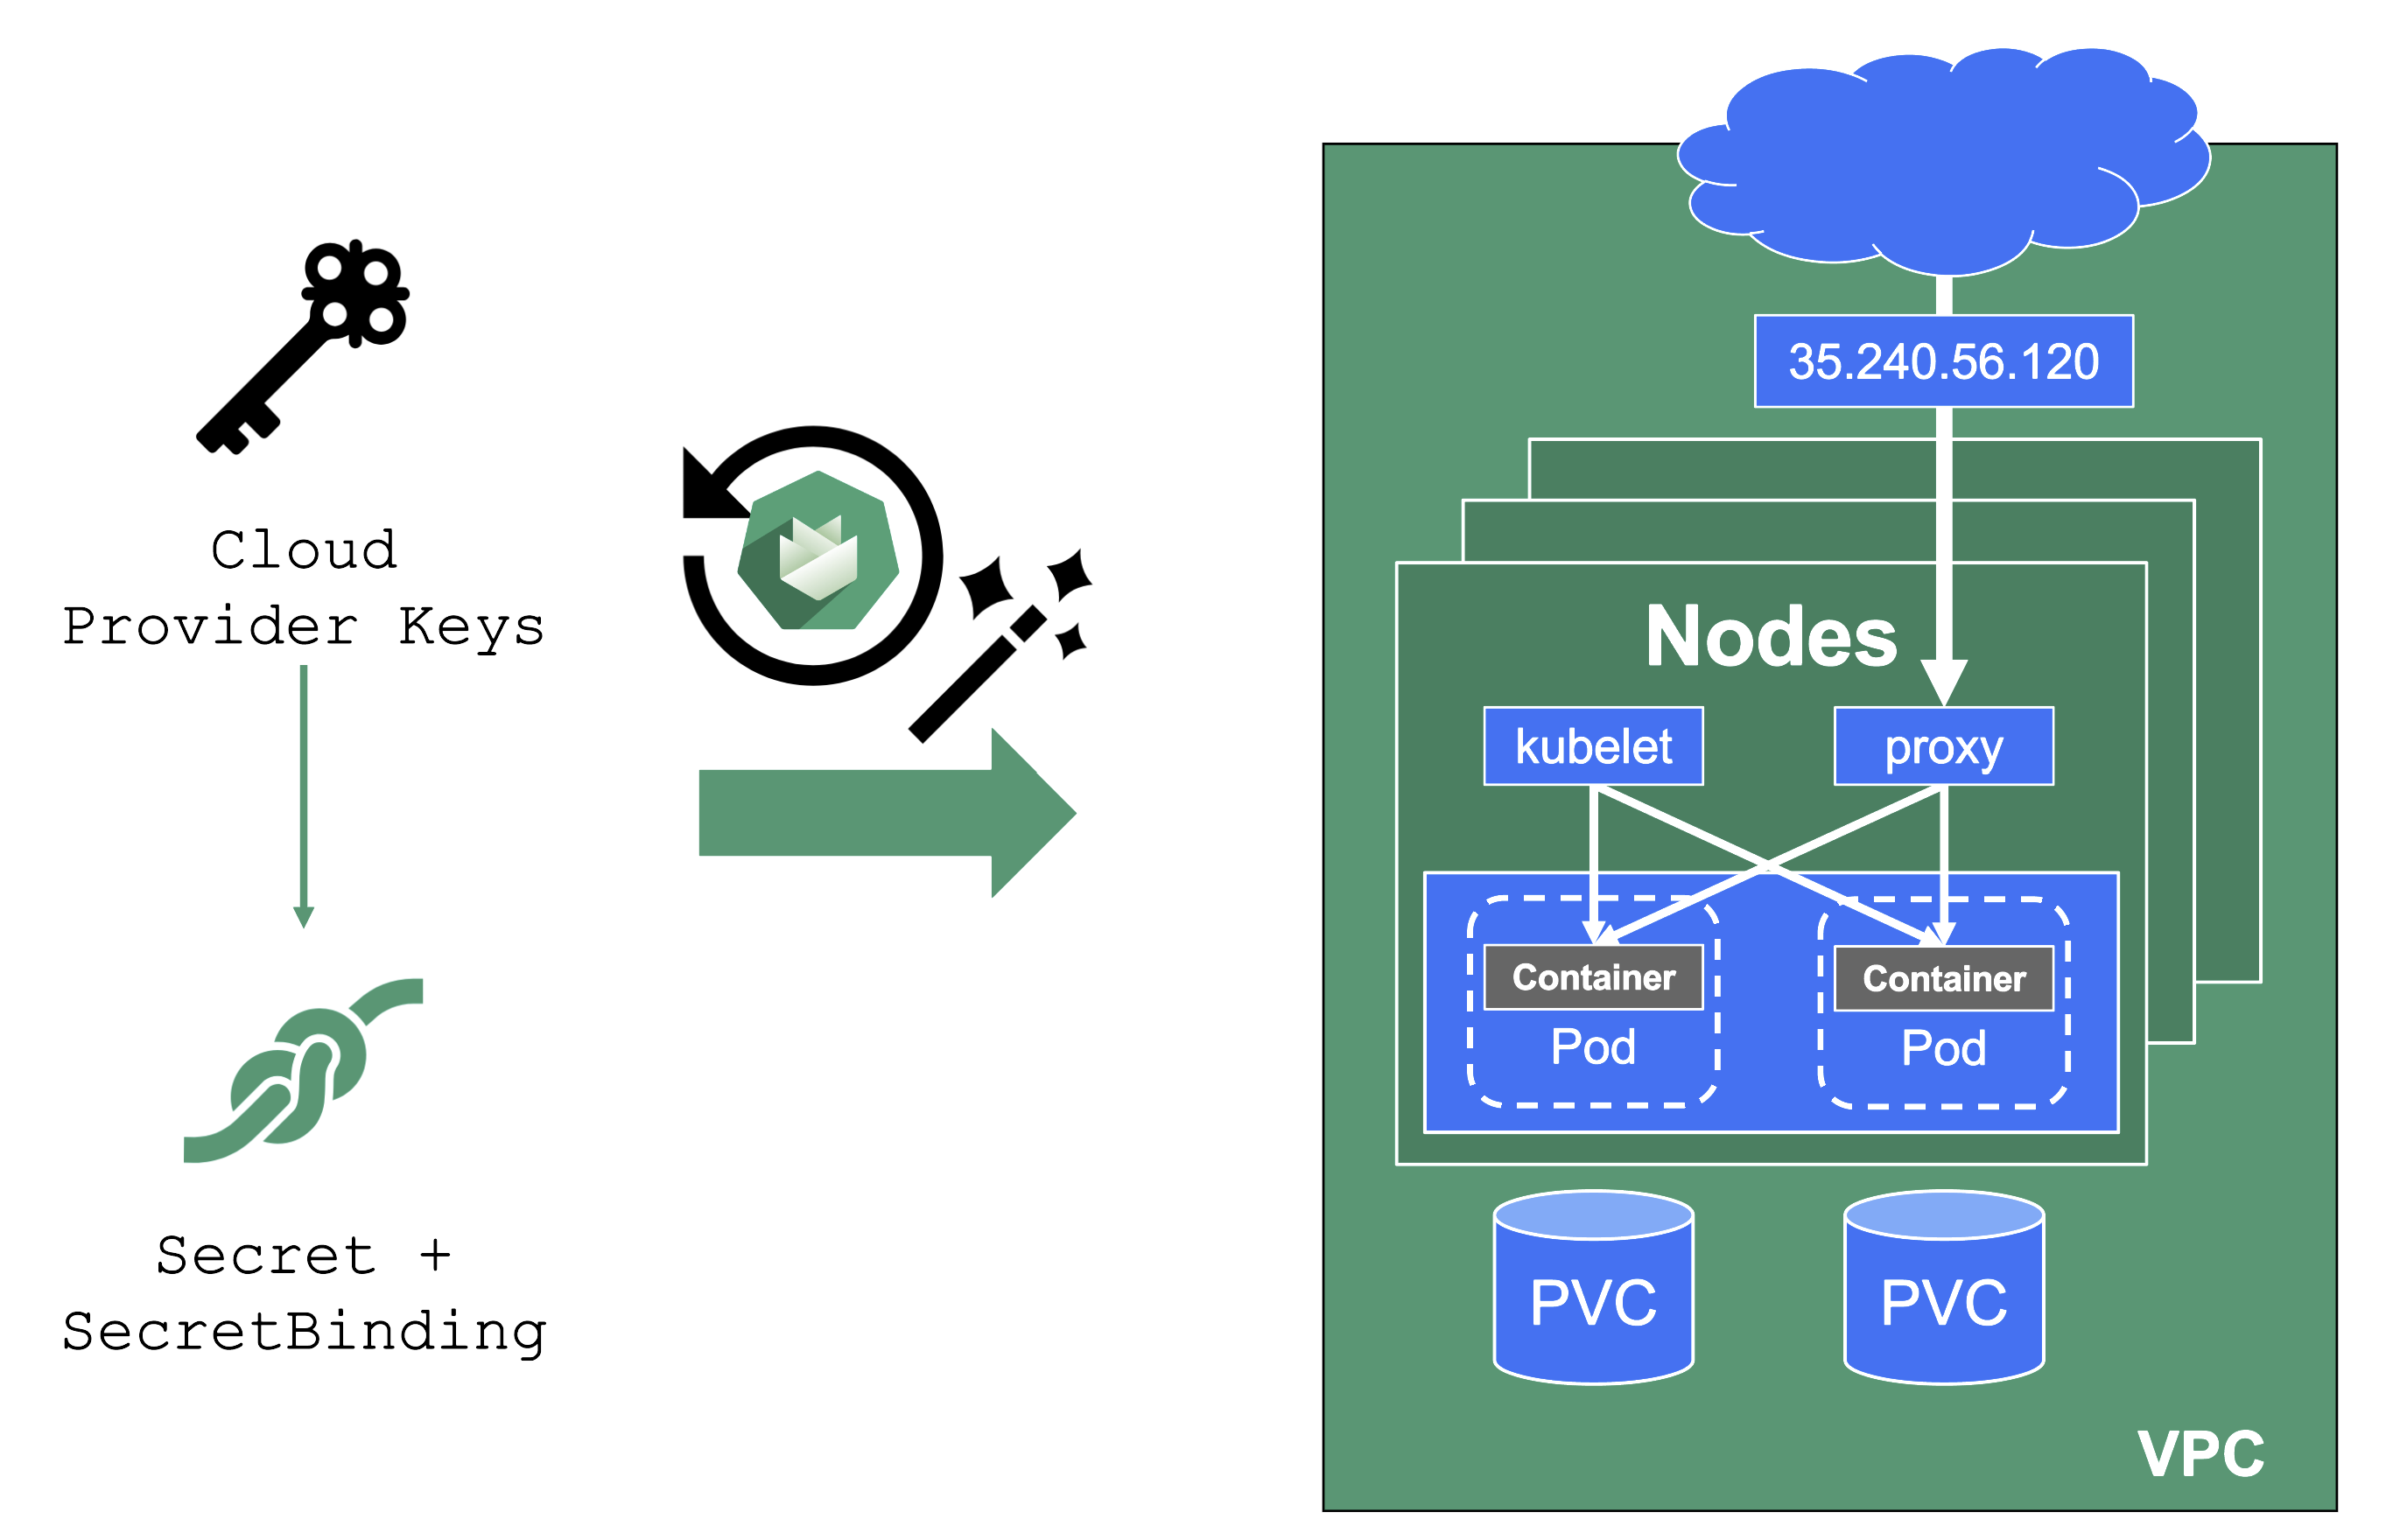 Cloud
Provider Keys
Secret +
SecretBinding
35.240.56.120
Nodes
kubelet
proxy
Container
Container
Pod
Pod
PVC
PVC
VPC